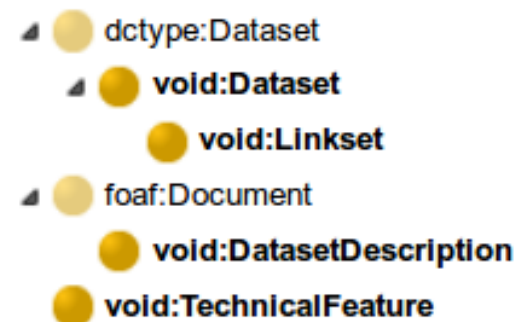 dctype:Dataset
void:Dataset
void:Linkset
foaf:Document
void:DatasetDescription
void:TechnicalFeature